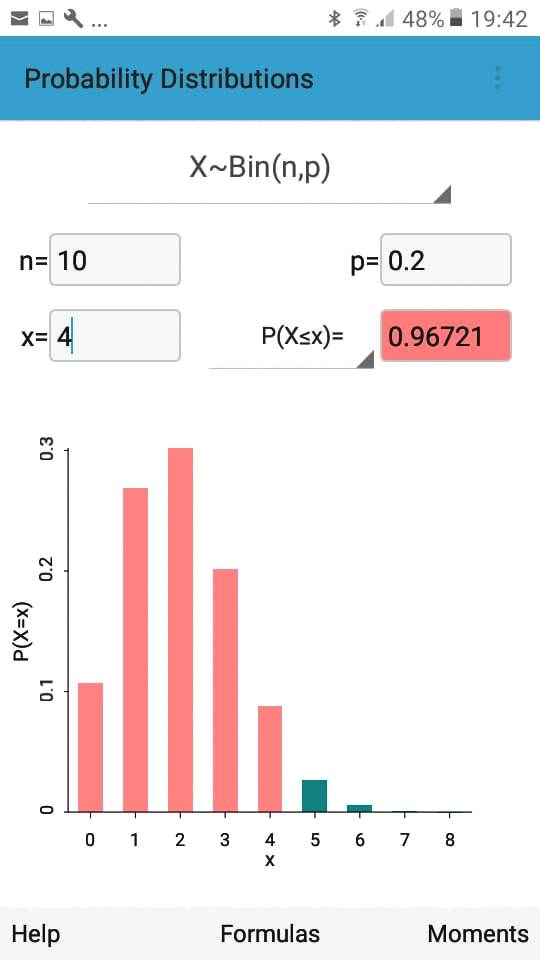 ... 48% 19:42
Probability Distributions
X~Bin(n,p)
n= 10 p= 0.2
x= 4 P(X≤x)= 0.96721
0.3
0.2
0.1
0
P(X=x)
0 1 2 3 4 5 6 7 8
x
Help Formulas Moments